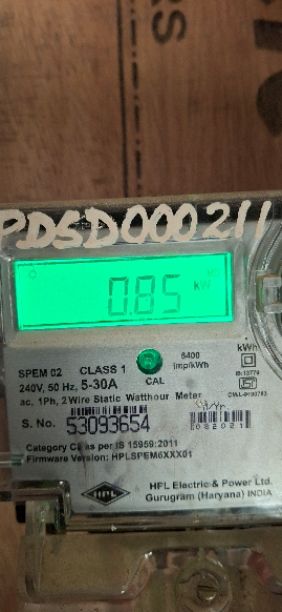 PDSD000211
0.85 kW
SPEM 02 CLASS 1
6400 imp/kWh
kWh
240V, 50 Hz, 5-30A
CAL
ac, 1Ph, 2Wire Static Watthour Meter
S. No. 53093654
082021
Category C1 as per IS 15959:2011
Firmware Version: HPLSPEM6XXX01
HPL
HPL Electric & Power Ltd.
Gurugram (Haryana) INDIA